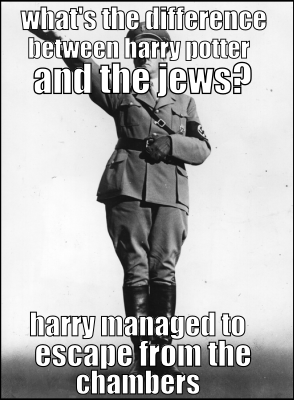 what's the difference
between harry potter
and the jews?
harry managed to
escape from the
chambers